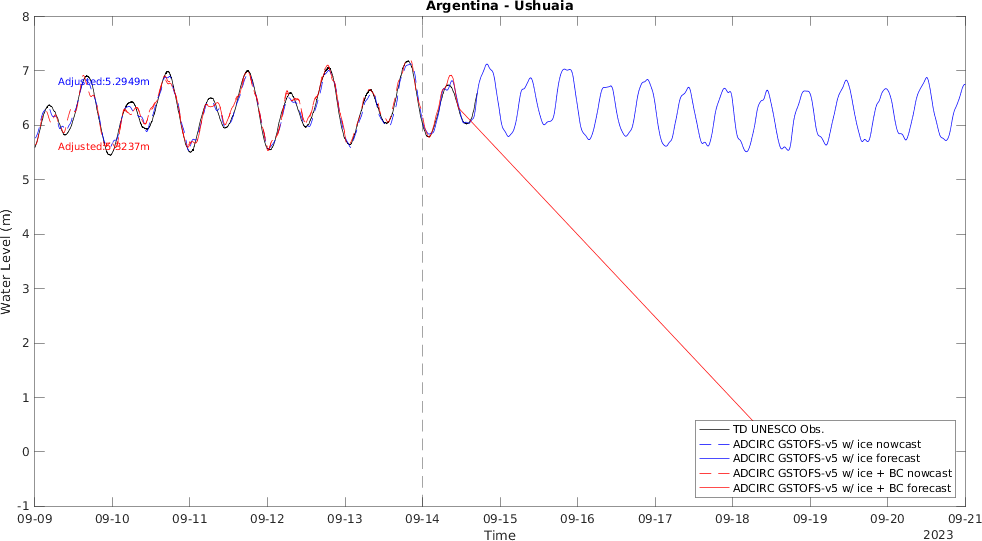 Argentina - Ushuaia
8
7
6
5
4
3
2
1
0
-1
Water Level (m)
Adjusted:5.2949m
Adjusted:5.3237m
TD UNESCO Obs.
ADCIRC GSTOFS-v5 w/ ice nowcast
ADCIRC GSTOFS-v5 w/ ice forecast
ADCIRC GSTOFS-v5 w/ ice + BC nowcast
ADCIRC GSTOFS-v5 w/ ice + BC forecast
09-09 09-10 09-11 09-12 09-13 09-14 09-15 09-16 09-17 09-18 09-19 09-20 09-21
Time
2023